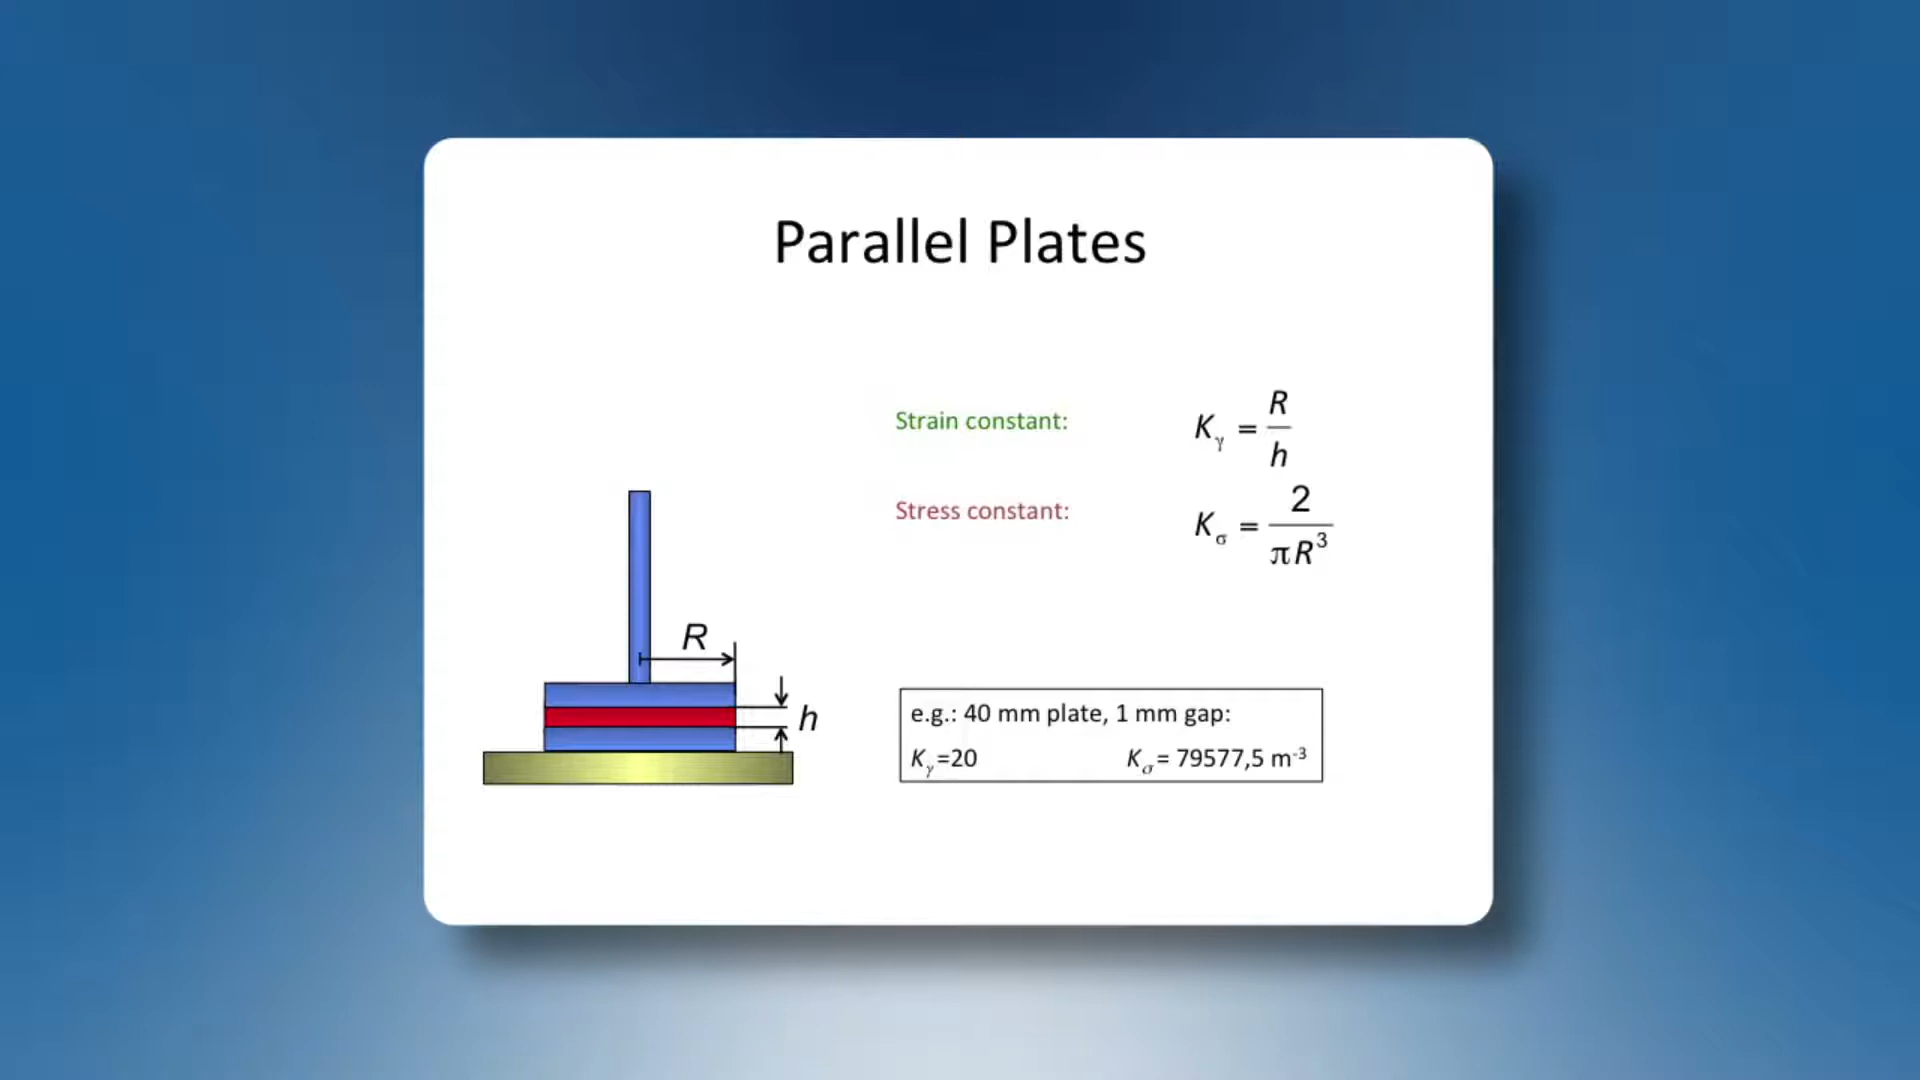 Parallel Plates
Strain constant:
K_γ = R/h
Stress constant:
K_σ = 2/(πR³)
R
h
e.g.: 40 mm plate, 1 mm gap:
K_γ=20 K_σ= 79577,5 m⁻³